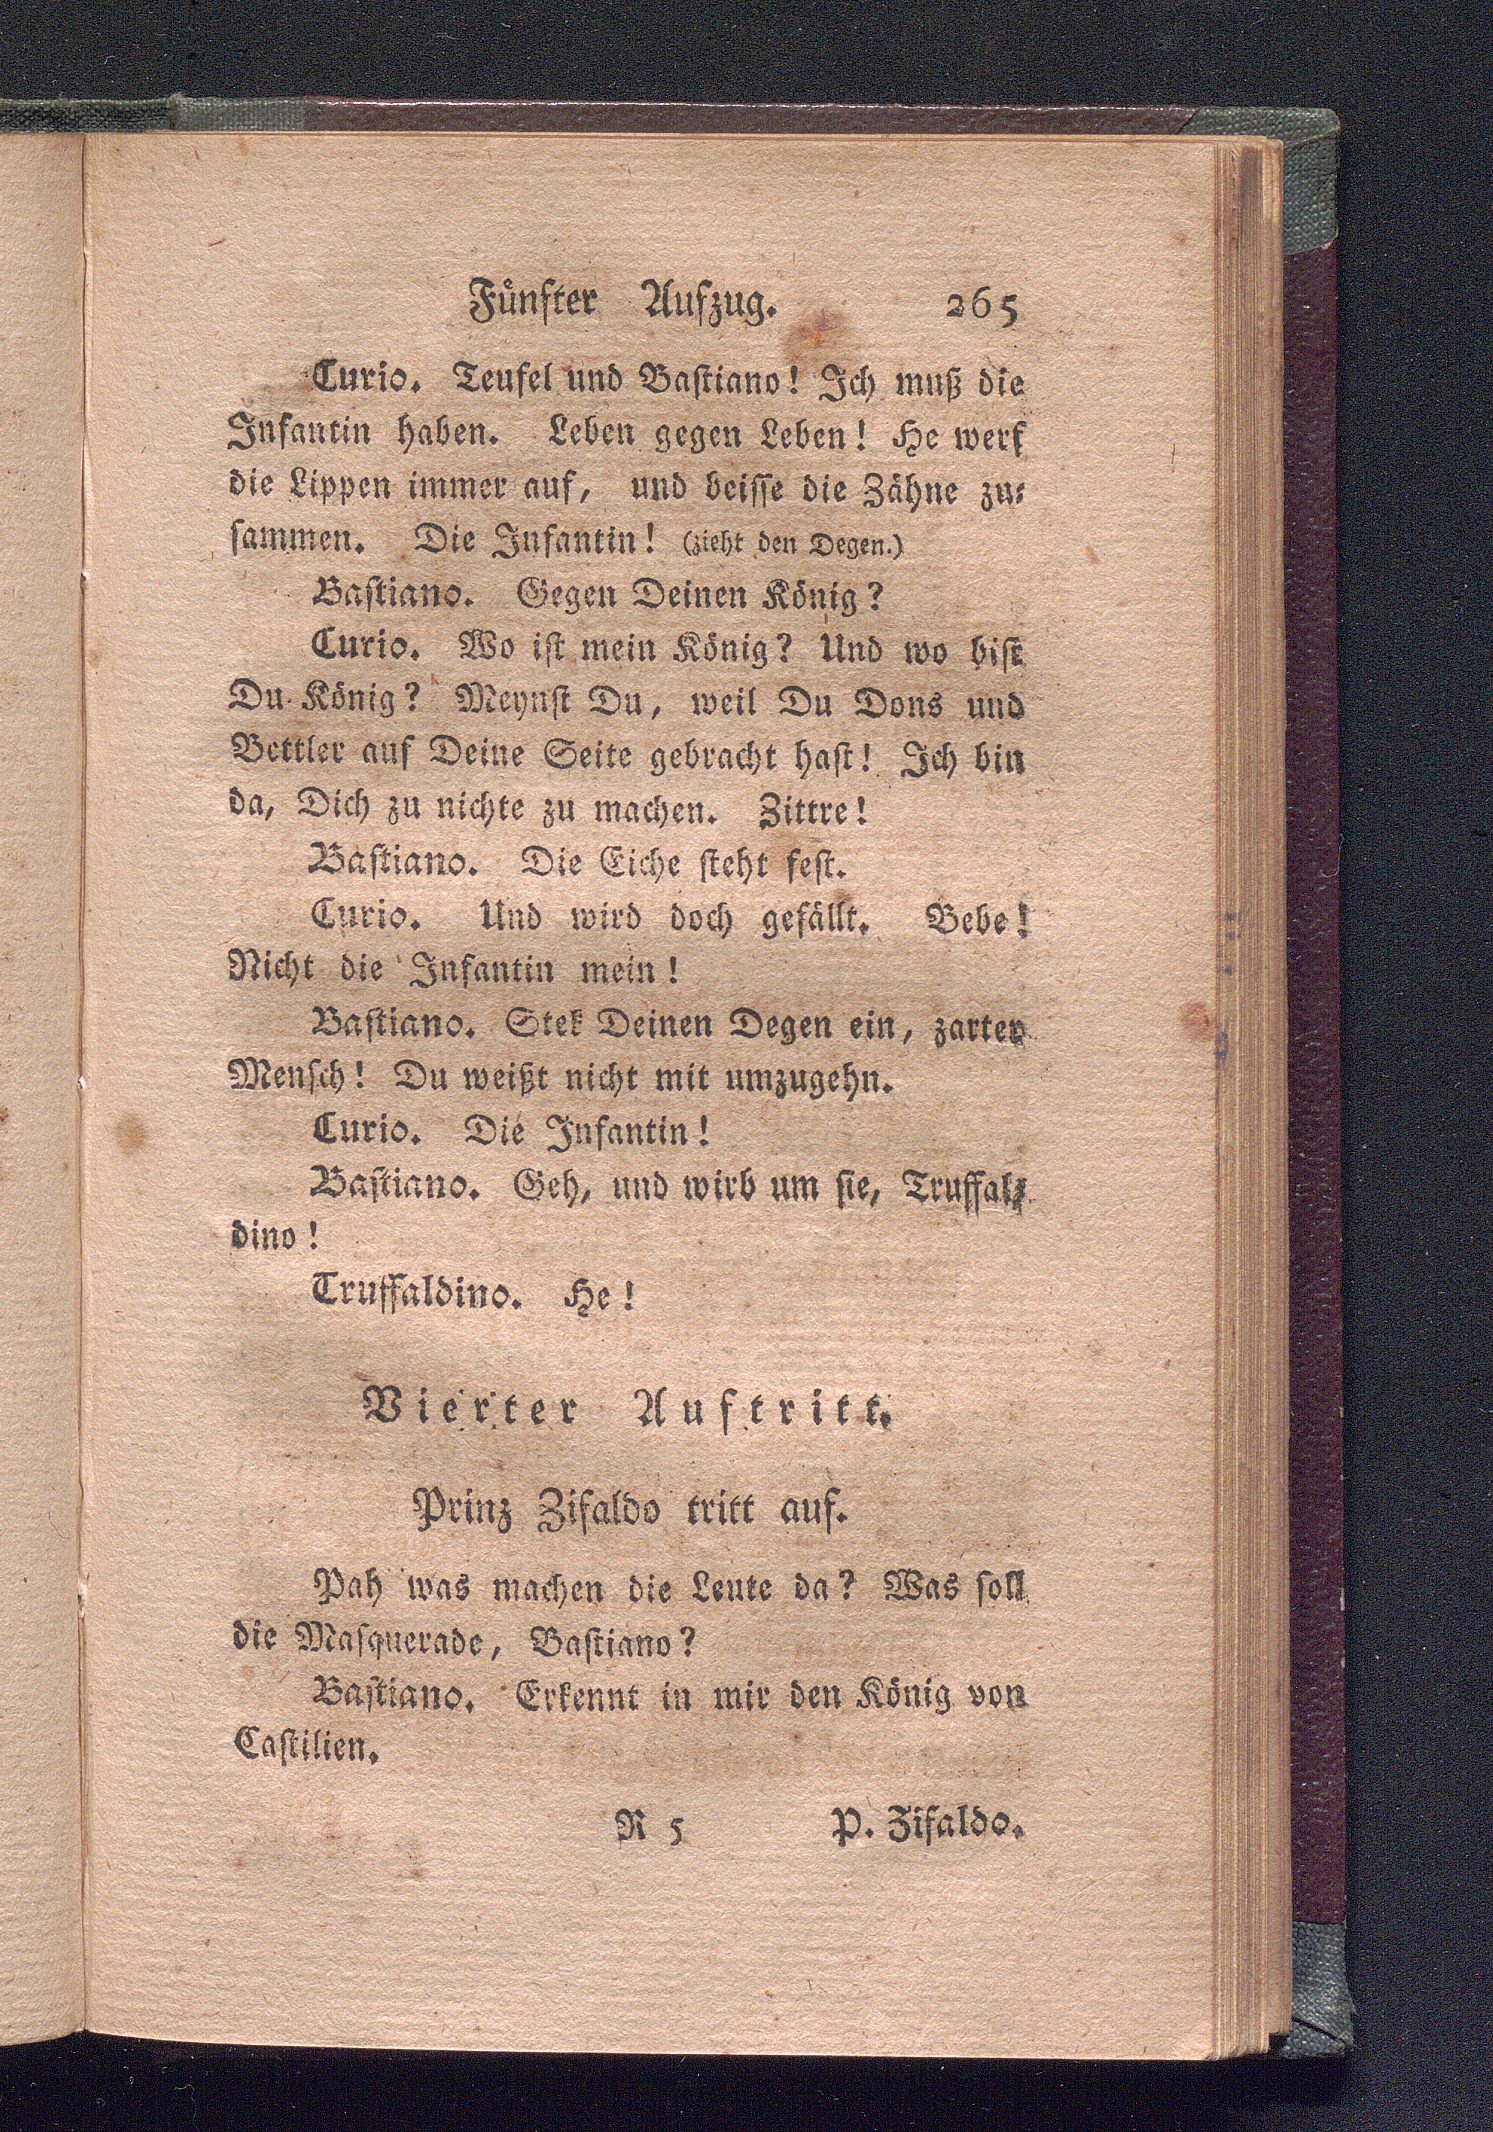 Fünfter Aufzug. 265
Curio. Teufel und Baſtiano! Ich muß die
Infantin haben. Leben gegen Leben! He werf
die Lippen immer auf, und beiſſe die Zähne zu⸗
ſammen. Die Infantin! (zieht den Degen.)
Baſtiano. Gegen Deinen König?
Curio. Wo iſt mein König? Und wo biſt
Du König? Meynſt Du, weil Du Dons und
Bettler auf Deine Seite gebracht haſt! Ich bin
da, Dich zu nichte zu machen. Zittre!
Baſtiano. Die Eiche ſteht feſt.
Curio. Und wird doch gefällt. Bebe!
Nicht die Infantin mein!
Baſtiano. Stek Deinen Degen ein, zarter
Menſch! Du weißt nicht mit umzugehn.
Curio. Die Infantin!
Baſtiano. Geh, und wirb um ſie, Truffal⸗
dino!
Truffaldino. He!
Vierter Auftritt.
Prinz Zifaldo tritt auf.
Pah was machen die Leute da? Was ſoll
die Maſquerade, Baſtiano?
Baſtiano. Erkennt in mir den König von
Caſtilien.
R 5 P. Zifaldo.